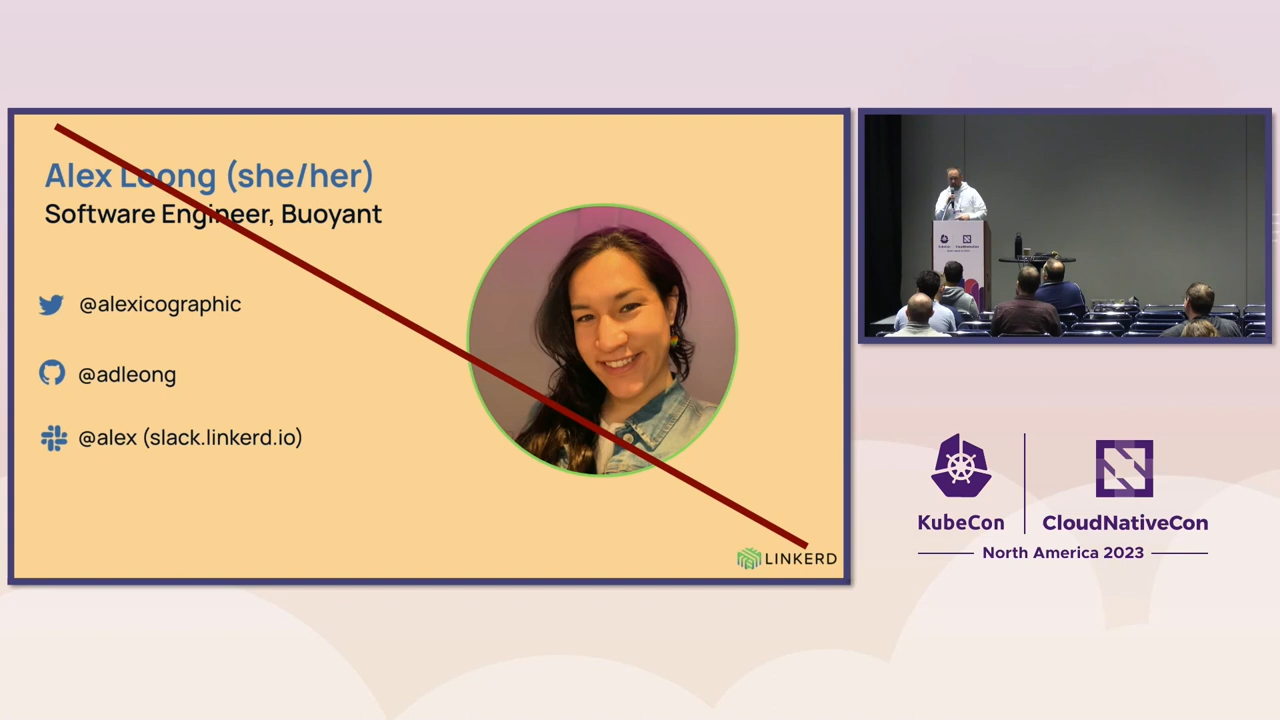 Alex Leong (she/her)
Software Engineer, Buoyant
@alexicographic
@adleong
@alex (slack.linkerd.io)
LINKERD
KubeCon
CloudNativeCon
North America 2023